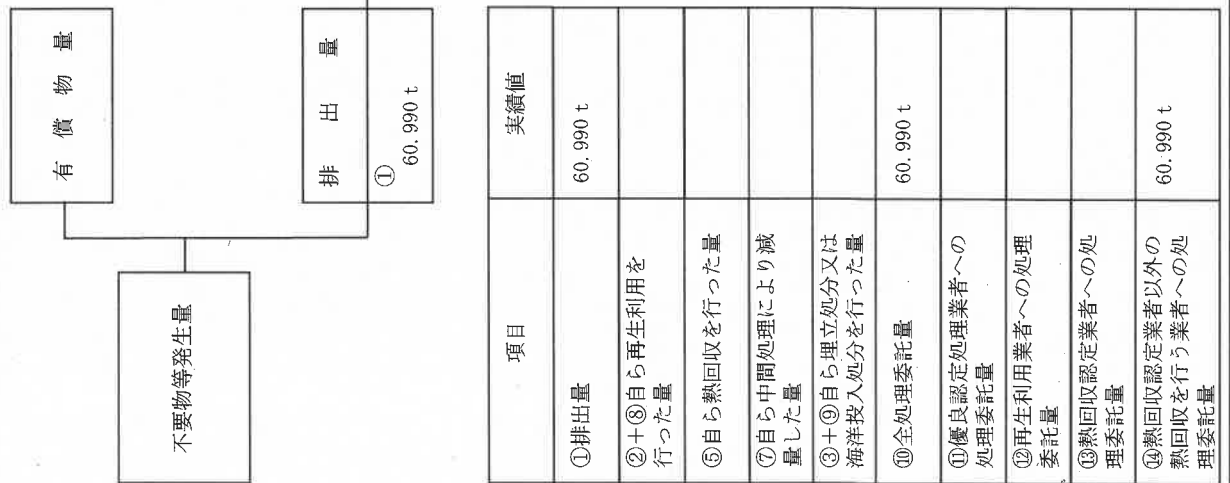 有償物量
不要物等発生量
排出量
①
60.990 t
項目
実績値
①排出量
60.990 t
②+⑧自ら再生利用を
行った量
⑤自ら熱回収を行った量
⑦自ら中間処理により減
量した量
③+⑨自ら埋立処分又は
海洋投入処分を行った量
⑩全処理委託量
60.990 t
⑪優良認定処理業者への
処理委託量
⑫再生利用業者への処理
委託量
⑬熱回収認定業者への処
理委託量
⑭熱回収認定業者以外の
熱回収を行う業者への処
理委託量
60.990 t